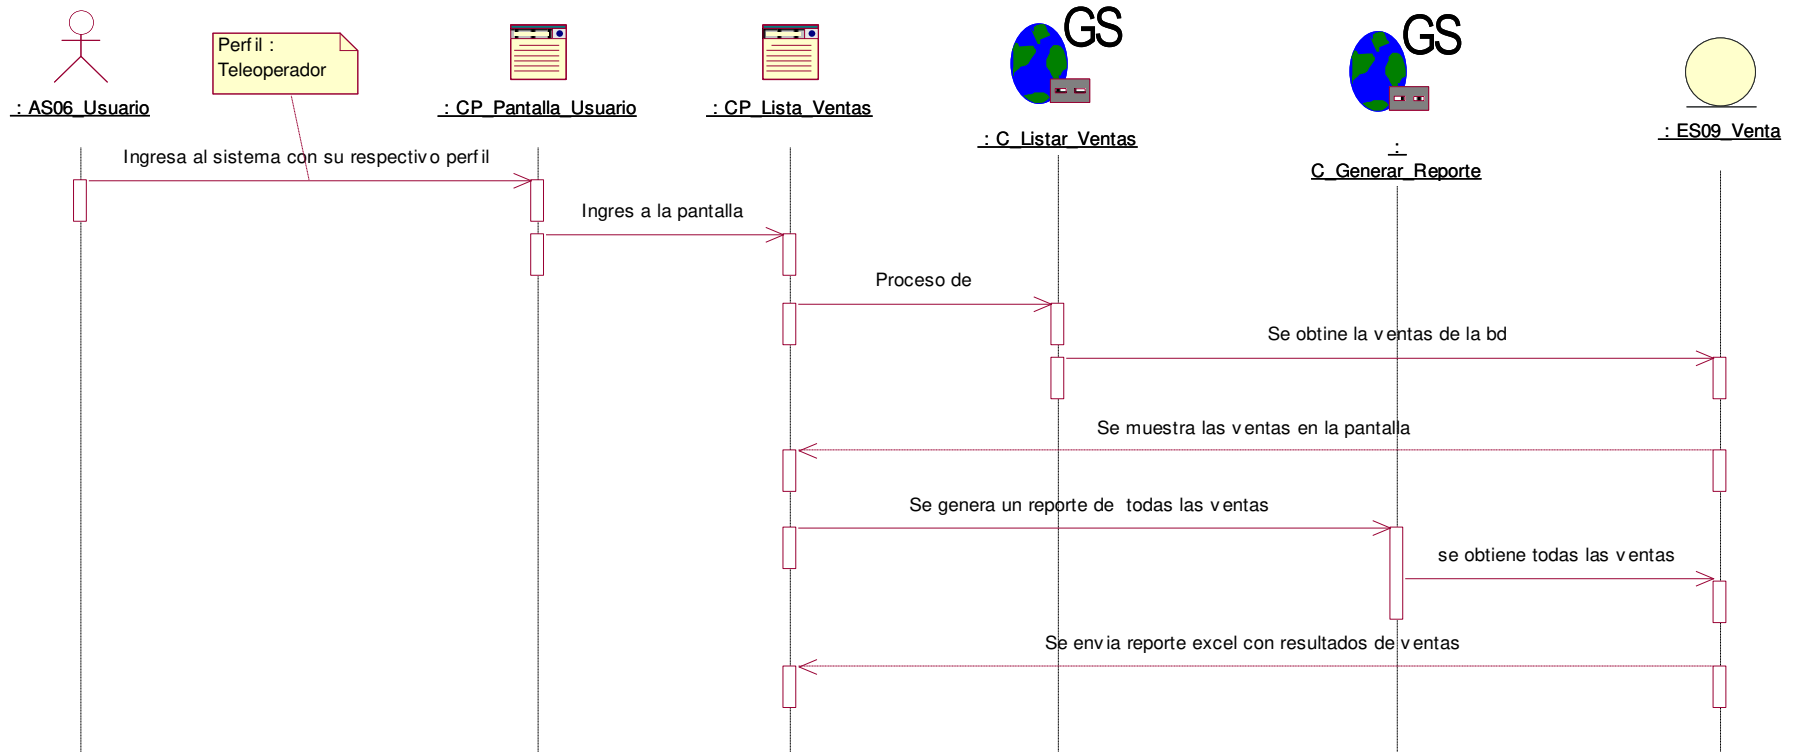 GS
GS
Perfil :
Teleoperador
: AS06_Usuario
: CP_Pantalla_Usuario
: CP_Lista_Ventas
: C_Listar_Ventas
:
C_Generar_Reporte
: ES09_Venta
Ingresa al sistema con su respectivo perfil
Ingres a la pantalla
Proceso de
Se obtine la ventas de la bd
Se muestra las ventas en la pantalla
Se genera un reporte de todas las ventas
se obtiene todas las ventas
Se envia reporte excel con resultados de ventas